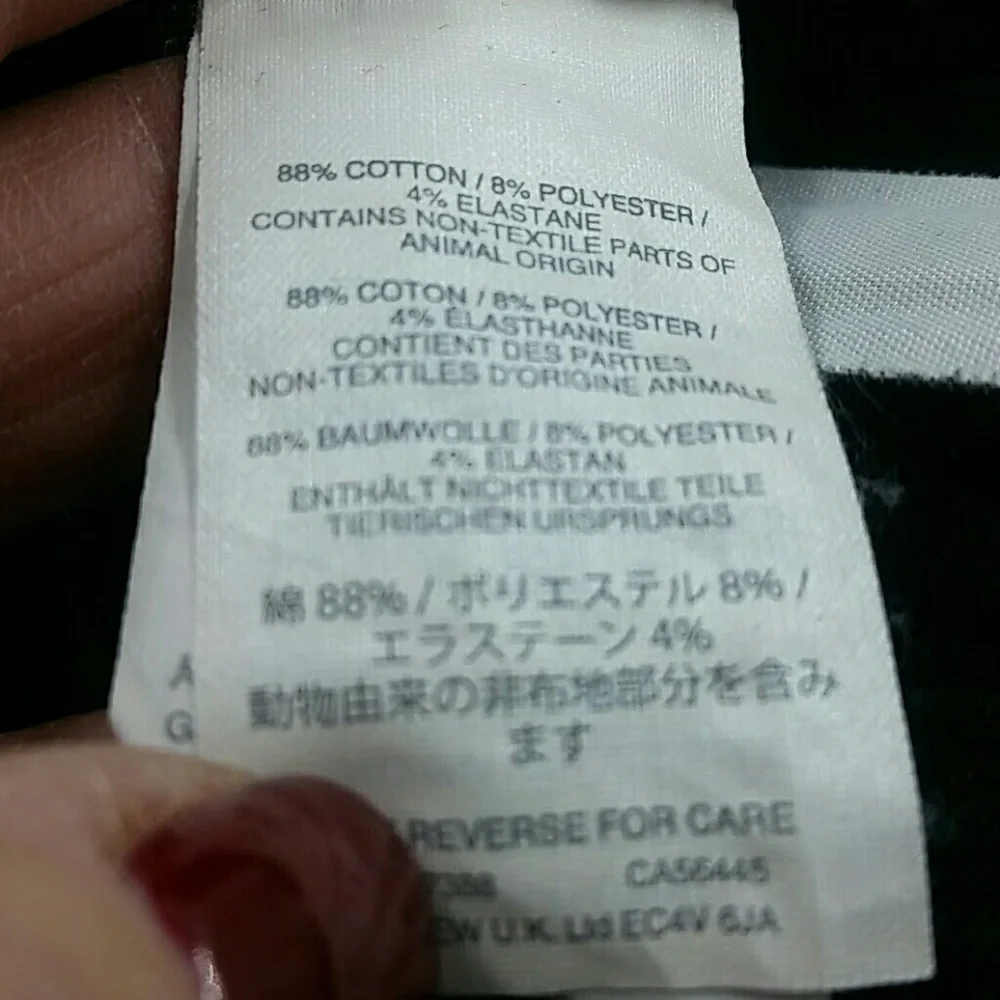 88% COTTON / 8% POLYESTER /
4% ELASTANE
CONTAINS NON-TEXTILE PARTS OF
ANIMAL ORIGIN
88% COTON / 8% POLYESTER /
4% ÉLASTHANNE
CONTIENT DES PARTIES
NON-TEXTILES D'ORIGINE ANIMALE
88% BAUMWOLLE / 8% POLYESTER /
4% ELASTAN
ENTHÄLT NICHTTEXTILE TEILE
TIERISCHEN URSPRUNGS
綿 88% / ポリエステル 8% /
エラステーン 4%
動物由来の非布地部分を含み
ます
A
G
REVERSE FOR CARE
CA56445
U.K. Ltd EC4V 6JA